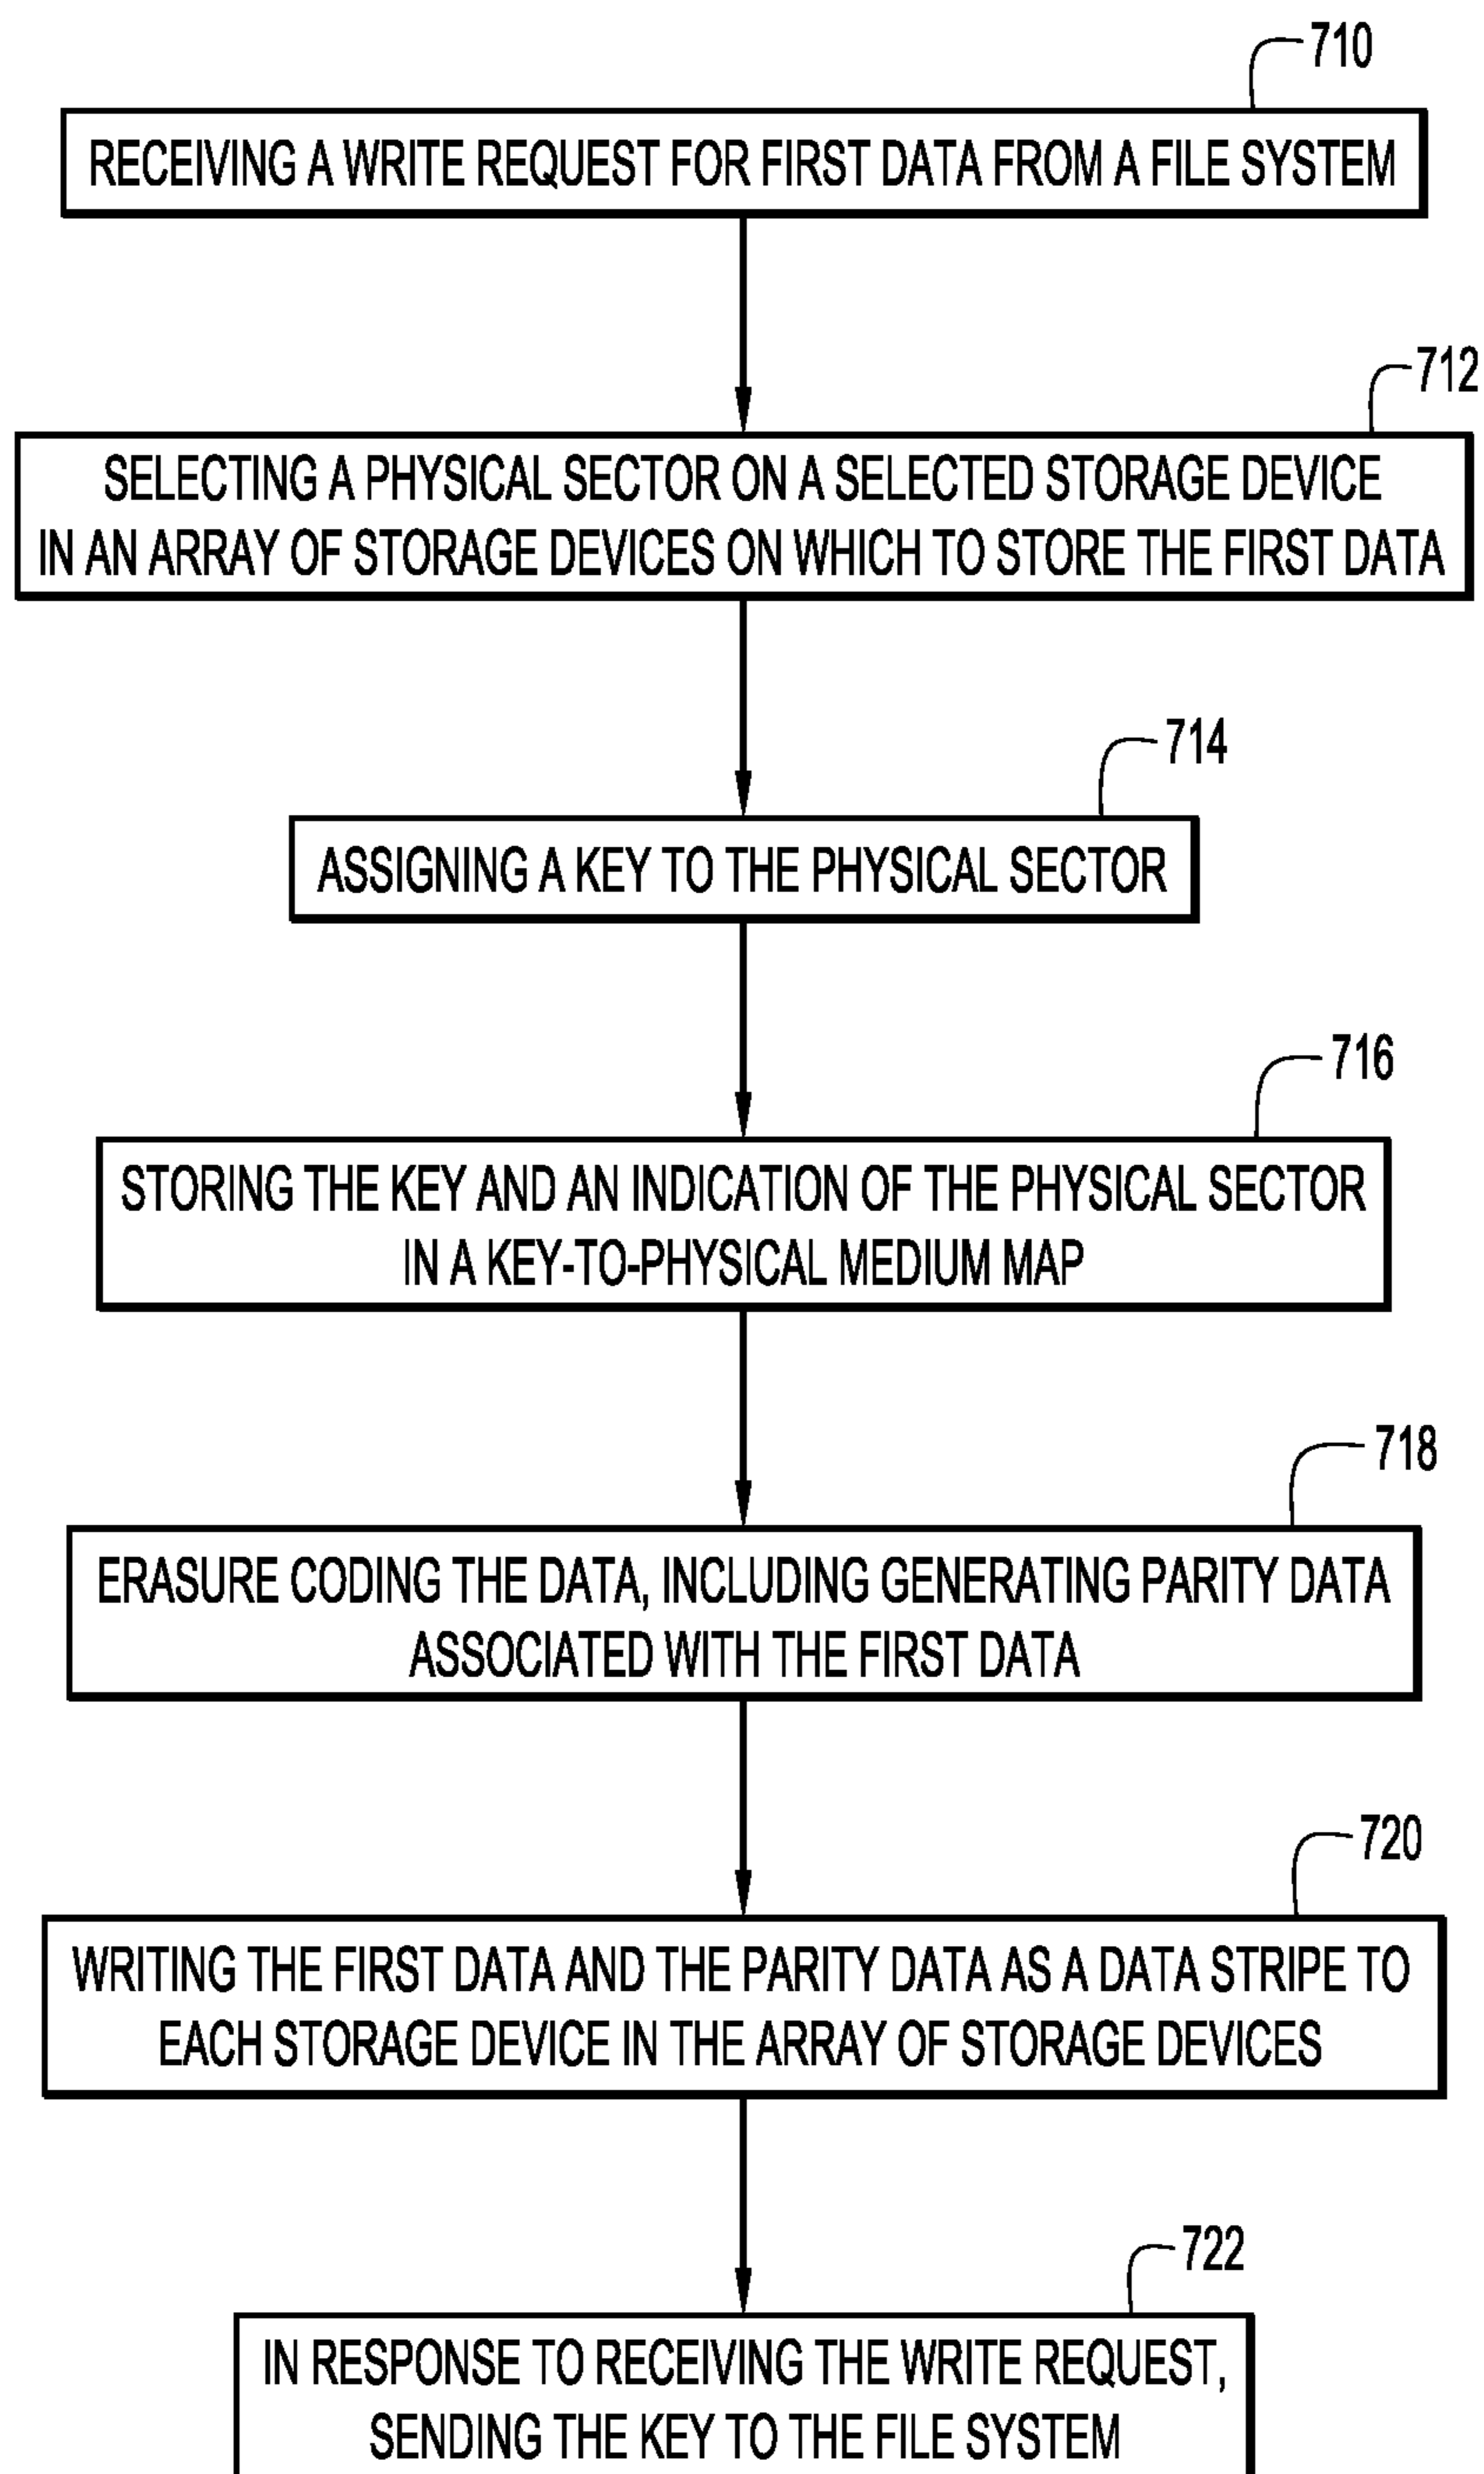 710
RECEIVING A WRITE REQUEST FOR FIRST DATA FROM A FILE SYSTEM
712
SELECTING A PHYSICAL SECTOR ON A SELECTED STORAGE DEVICE
IN AN ARRAY OF STORAGE DEVICES ON WHICH TO STORE THE FIRST DATA
714
ASSIGNING A KEY TO THE PHYSICAL SECTOR
716
STORING THE KEY AND AN INDICATION OF THE PHYSICAL SECTOR
IN A KEY-TO-PHYSICAL MEDIUM MAP
718
ERASURE CODING THE DATA, INCLUDING GENERATING PARITY DATA
ASSOCIATED WITH THE FIRST DATA
720
WRITING THE FIRST DATA AND THE PARITY DATA AS A DATA STRIPE TO
EACH STORAGE DEVICE IN THE ARRAY OF STORAGE DEVICES
722
IN RESPONSE TO RECEIVING THE WRITE REQUEST,
SENDING THE KEY TO THE FILE SYSTEM